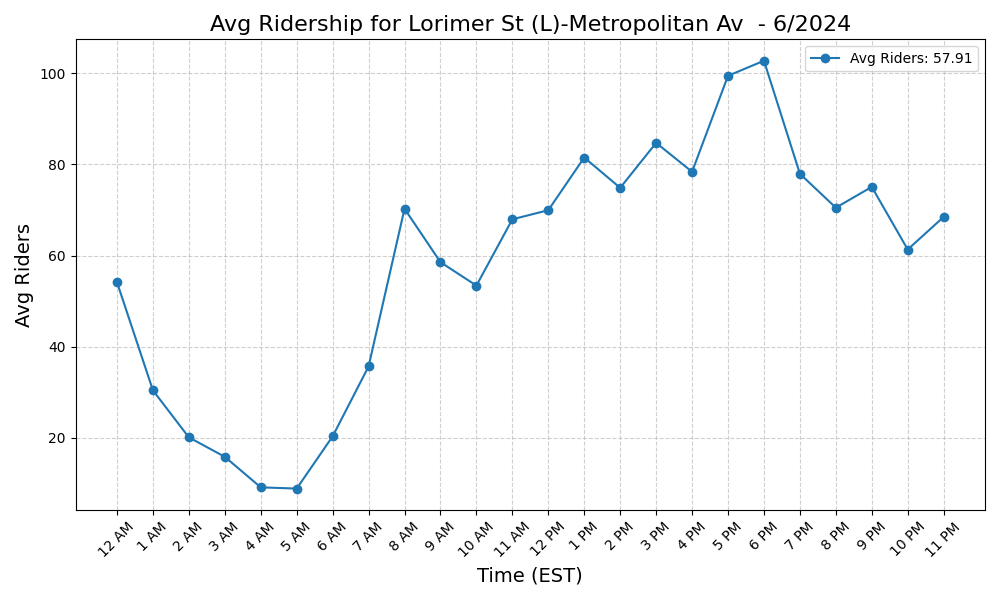 Avg Ridership for Lorimer St (L)-Metropolitan Av  - 6/2024
Avg Riders: 57.91
Avg Riders
100
80
60
40
20
12 AM
1 AM
2 AM
3 AM
4 AM
5 AM
6 AM
7 AM
8 AM
9 AM
10 AM
11 AM
12 PM
1 PM
2 PM
3 PM
4 PM
5 PM
6 PM
7 PM
8 PM
9 PM
10 PM
11 PM
Time (EST)